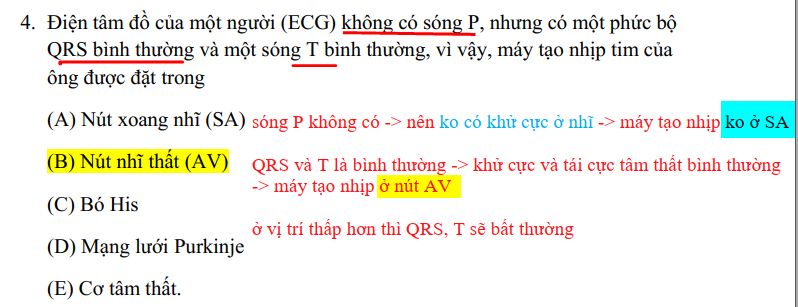 4. Điện tâm đồ của một người (ECG) không có sóng P, nhưng có một phức bộ
QRS bình thường và một sóng T bình thường, vì vậy, máy tạo nhịp tim của
ông được đặt trong
(A) Nút xoang nhĩ (SA) sóng P không có -> nên ko có khử cực ở nhĩ -> máy tạo nhịp ko ở SA
(B) Nút nhĩ thất (AV) QRS và T là bình thường -> khử cực và tái cực tâm thất bình thường
-> máy tạo nhịp ở nút AV
(C) Bó His
ở vị trí thấp hơn thì QRS, T sẽ bất thường
(D) Mạng lưới Purkinje
(E) Cơ tâm thất.